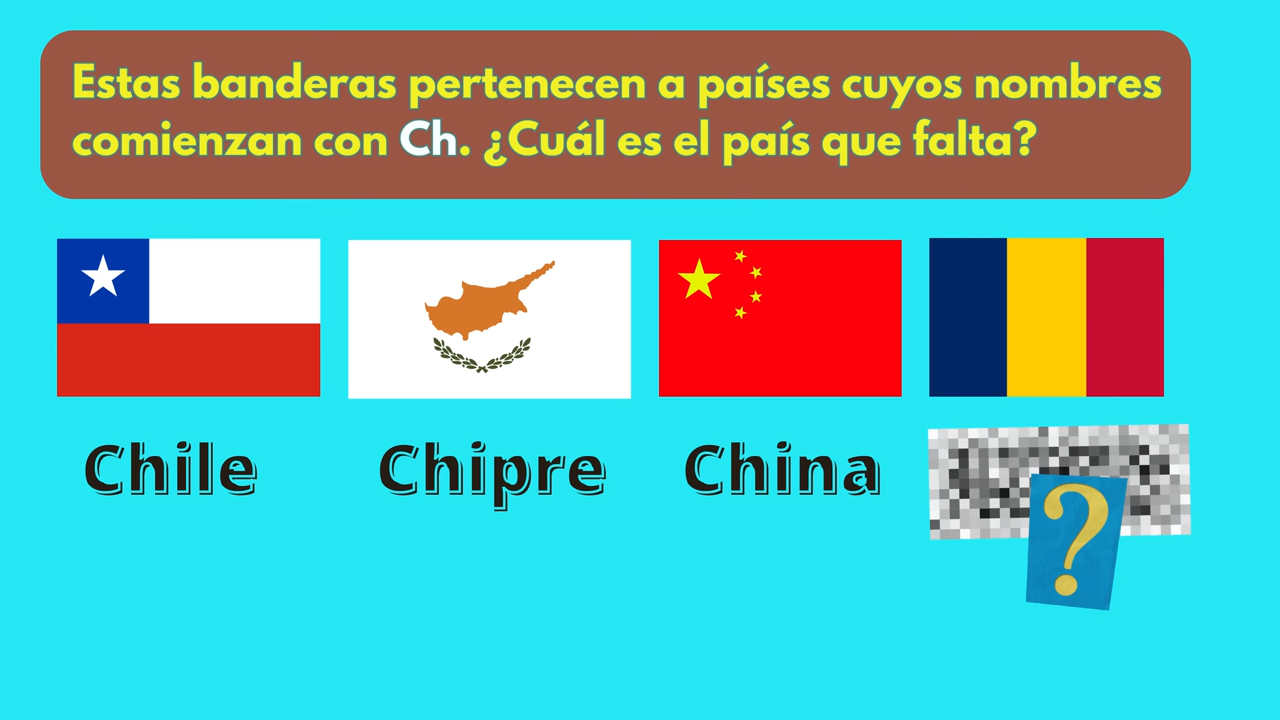 Estas banderas pertenecen a países cuyos nombres
comienzan con Ch. ¿Cuál es el país que falta?
Chile
Chipre
China
?